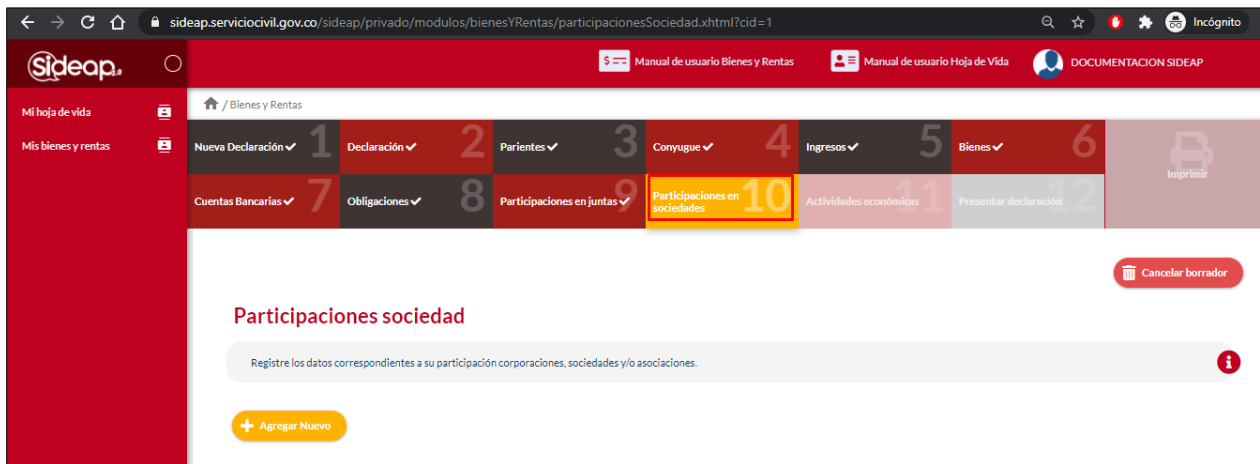 sideap.serviciocivil.gov.co/sideap/privado/modulos/bienesYRentas/participacionesSociedad.xhtml?cid=1
Incógnito
Sideap2.0
Manual de usuario Bienes y Rentas
Manual de usuario Hoja de Vida
DOCUMENTACION SIDEAP
Mi hoja de vida
Mis bienes y rentas
/ Bienes y Rentas
Nueva Declaración ✓ 1
Declaración ✓ 2
Parientes ✓ 3
Conyugue ✓ 4
Ingresos ✓ 5
Bienes ✓ 6
Imprimir
Cuentas Bancarias ✓ 7
Obligaciones ✓ 8
Participaciones en juntas ✓ 9
Participaciones en 10
sociedades
Actividades económicas 11
Presentar declaración 12
Cancelar borrador
Participaciones sociedad
Registre los datos correspondientes a su participación corporaciones, sociedades y/o asociaciones.
+ Agregar Nuevo